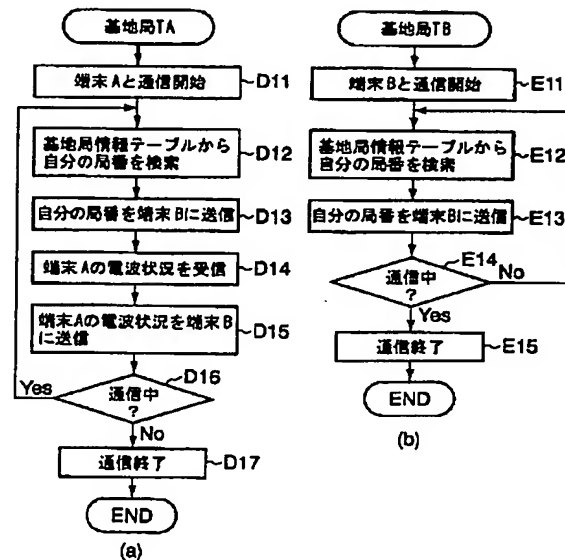 基地局TA
端末Aと通信開始
D11
基地局情報テーブルから
自分の局番を検索
D12
自分の局番を端末Bに送信
D13
端末Aの電波状況を受信
D14
端末Aの電波状況を端末B
に送信
D15
Yes
通信中
?
D16
No
通信終了
D17
END
(a)
基地局TB
端末Bと通信開始
E11
基地局情報テーブルから
自分の局番を検索
E12
自分の局番を端末Bに送信
E13
通信中
?
E14
No
Yes
通信終了
E15
END
(b)